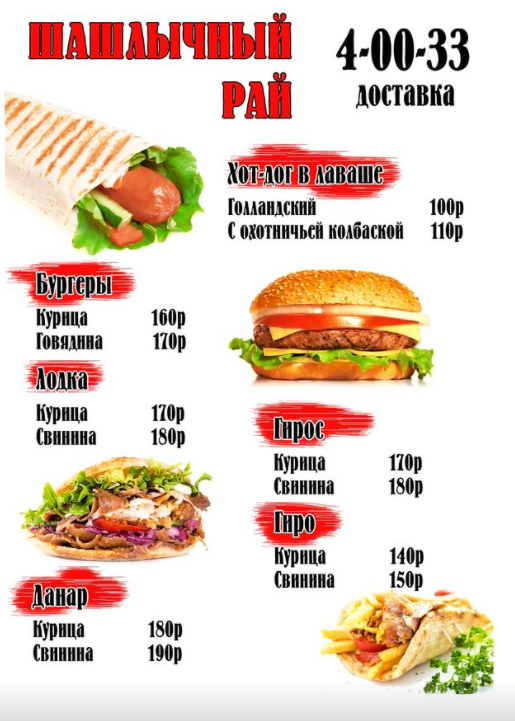 ШАШЛЫЧНЫЙ
РАЙ
4-00-33
доставка
Хот-дог в лаваше
Голландский 100р
С охотничьей колбаской 110р
Бургеры
Курица 160р
Говядина 170р
Лодка
Курица 170р
Свинина 180р
Гирос
Курица 170р
Свинина 180р
Гиро
Курица 140р
Свинина 150р
Данар
Курица 180р
Свинина 190р